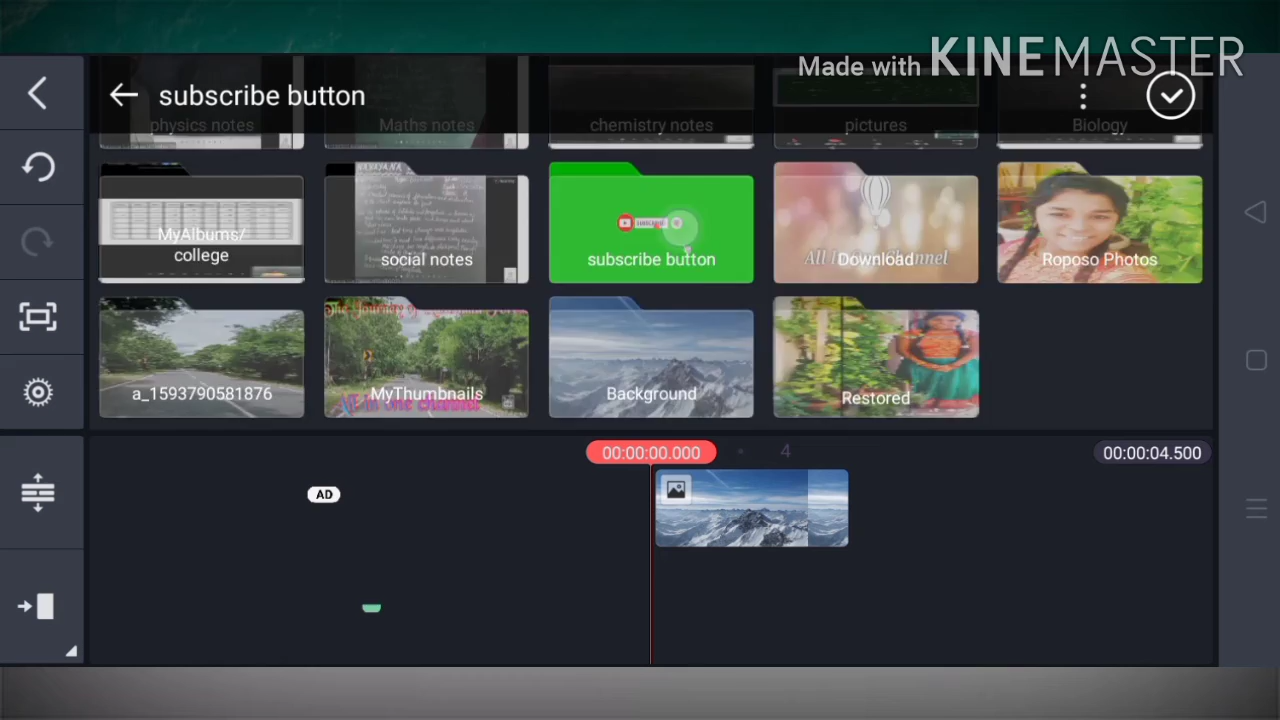 Made with KINEMASTER
subscribe button
physics notes
Maths notes
chemistry notes
pictures
Biology
MyAlbums/
college
social notes
SUBSCRIBE
subscribe button
Download
Roposo Photos
a_1593790581876
MyThumbnails
Background
Restored
00:00:00.000
4
00:00:04.500
AD